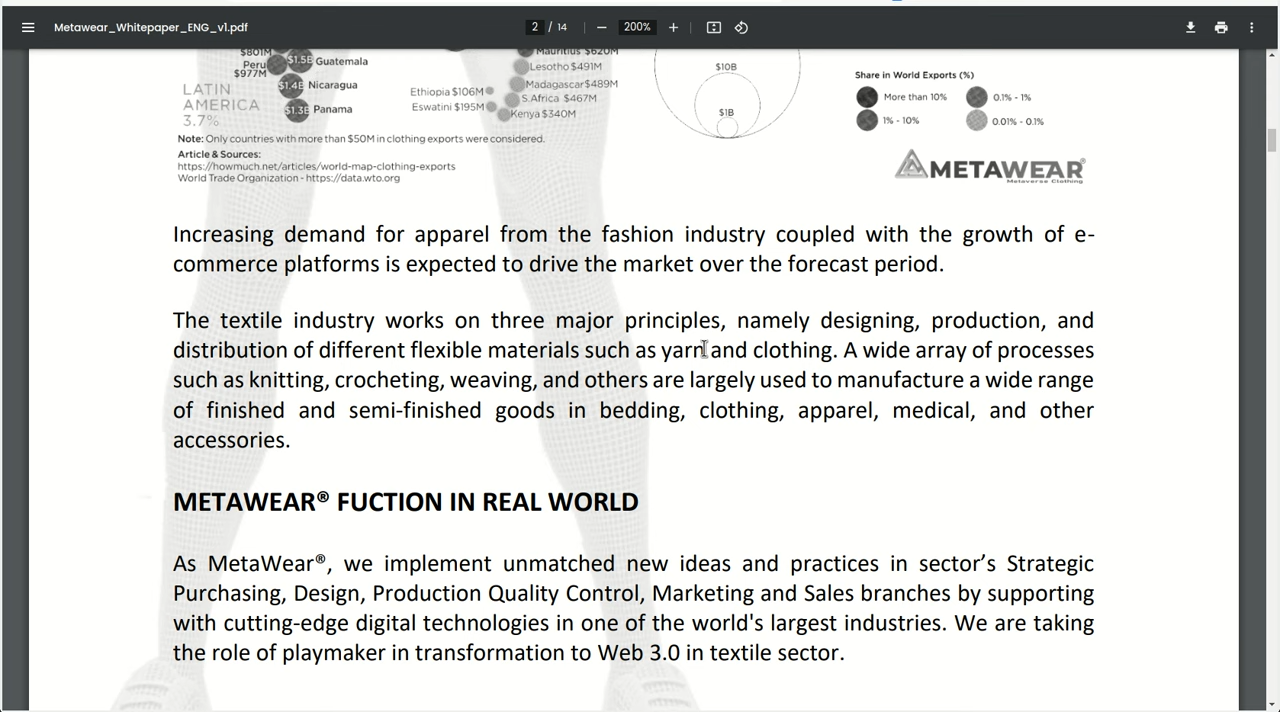 Metawear_Whitepaper_ENG_v1.pdf
2 / 14
200%
$801M
Peru
$977M
$1.5B Guatemala
$1.4B Nicaragua
$1.3E Panama
LATIN
AMERICA
3.7%
Mauritius $620M
Lesotho $491M
Madagascar $489M
Ethiopia $106M
S.Africa $467M
Eswatini $195M
Kenya $340M
$10B
$1B
Share in World Exports (%)
More than 10%
0.1% - 1%
1% - 10%
0.01% - 0.1%
Note: Only countries with more than $50M in clothing exports were considered.
Article & Sources:
https://howmuch.net/articles/world-map-clothing-exports
World Trade Organization - https://data.wto.org
METAWEAR®
Metaverse Clothing
Increasing demand for apparel from the fashion industry coupled with the growth of e-
commerce platforms is expected to drive the market over the forecast period.
The textile industry works on three major principles, namely designing, production, and
distribution of different flexible materials such as yarn and clothing. A wide array of processes
such as knitting, crocheting, weaving, and others are largely used to manufacture a wide range
of finished and semi-finished goods in bedding, clothing, apparel, medical, and other
accessories.
METAWEAR® FUCTION IN REAL WORLD
As MetaWear®, we implement unmatched new ideas and practices in sector’s Strategic
Purchasing, Design, Production Quality Control, Marketing and Sales branches by supporting
with cutting-edge digital technologies in one of the world's largest industries. We are taking
the role of playmaker in transformation to Web 3.0 in textile sector.